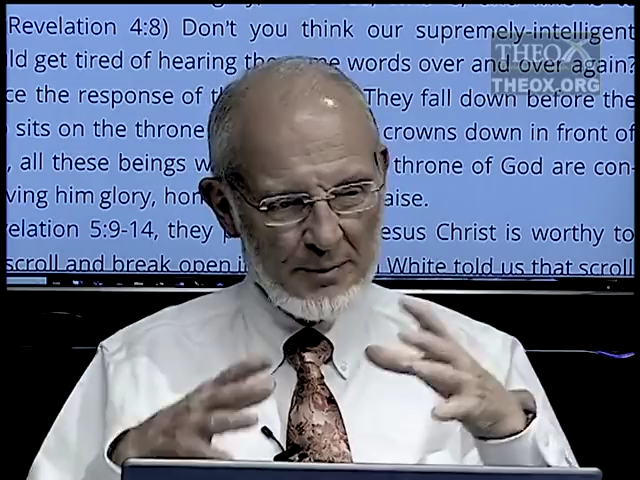 Revelation 4:8) Don't you think our supremely-intelligent
ld get tired of hearing the me words over and over again?
THEOX
THEOX.ORG
ce the response of t They fall down before the
sits on the throne crowns down in front of
, all these beings w throne of God are con-
ving him glory, hon aise.
elation 5:9-14, they p esus Christ is worthy to
scroll and break open i White told us that scroll